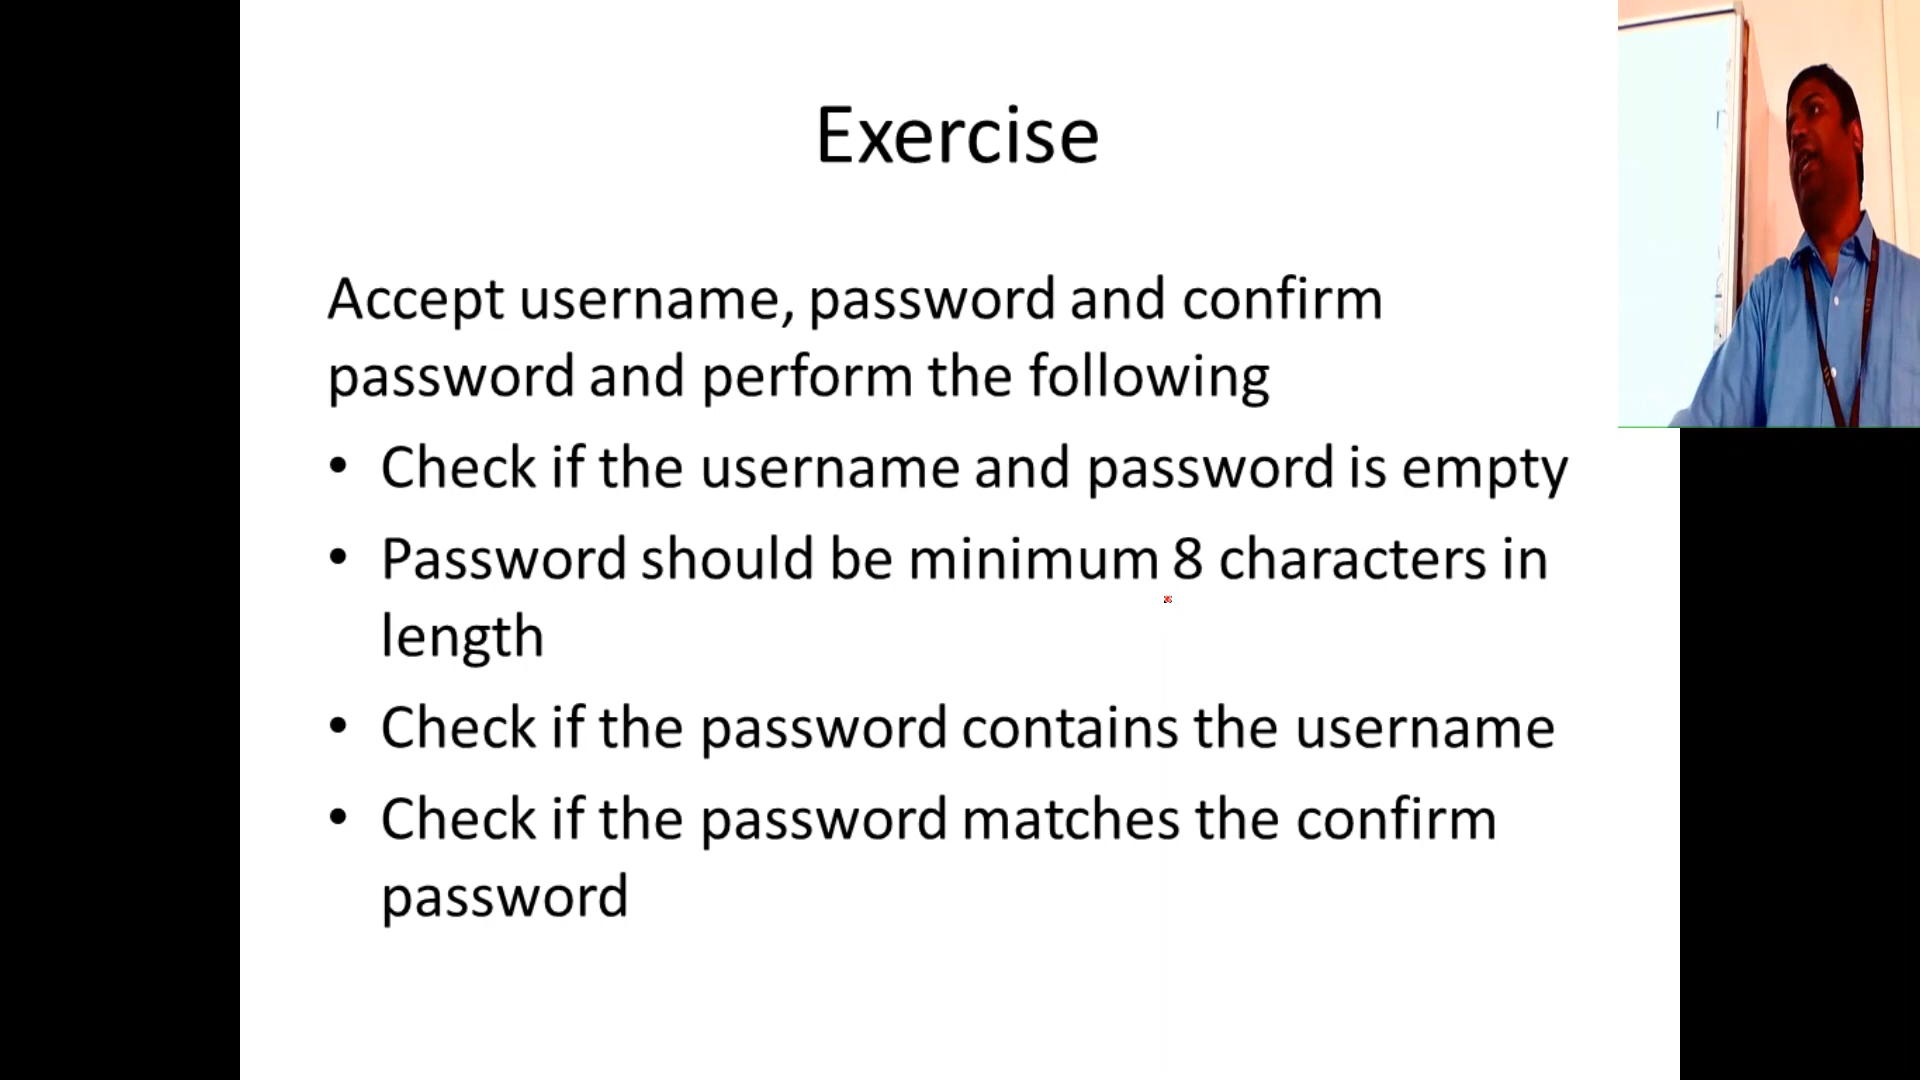 Exercise
Accept username, password and confirm
password and perform the following
• Check if the username and password is empty
• Password should be minimum 8 characters in
length
• Check if the password contains the username
• Check if the password matches the confirm
password